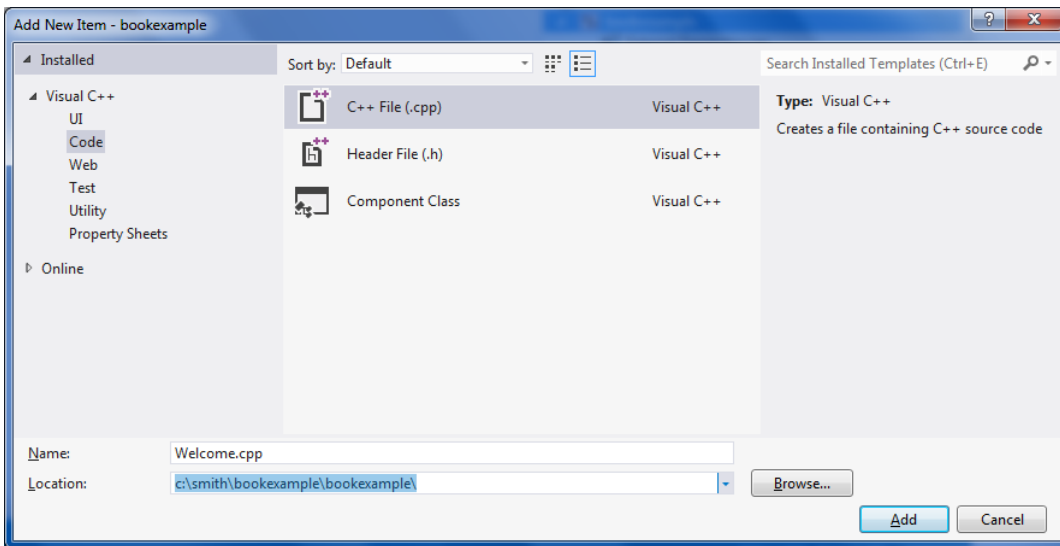 Add New Item - bookexample
Installed
Sort by: Default
Search Installed Templates (Ctrl+E)
Visual C++
UI
Code
Web
Test
Utility
Property Sheets
Online
C++ File (.cpp) Visual C++
Header File (.h) Visual C++
Component Class Visual C++
Type: Visual C++
Creates a file containing C++ source code
Name: Welcome.cpp
Location: c:\smith\bookexample\bookexample\
Browse...
Add Cancel